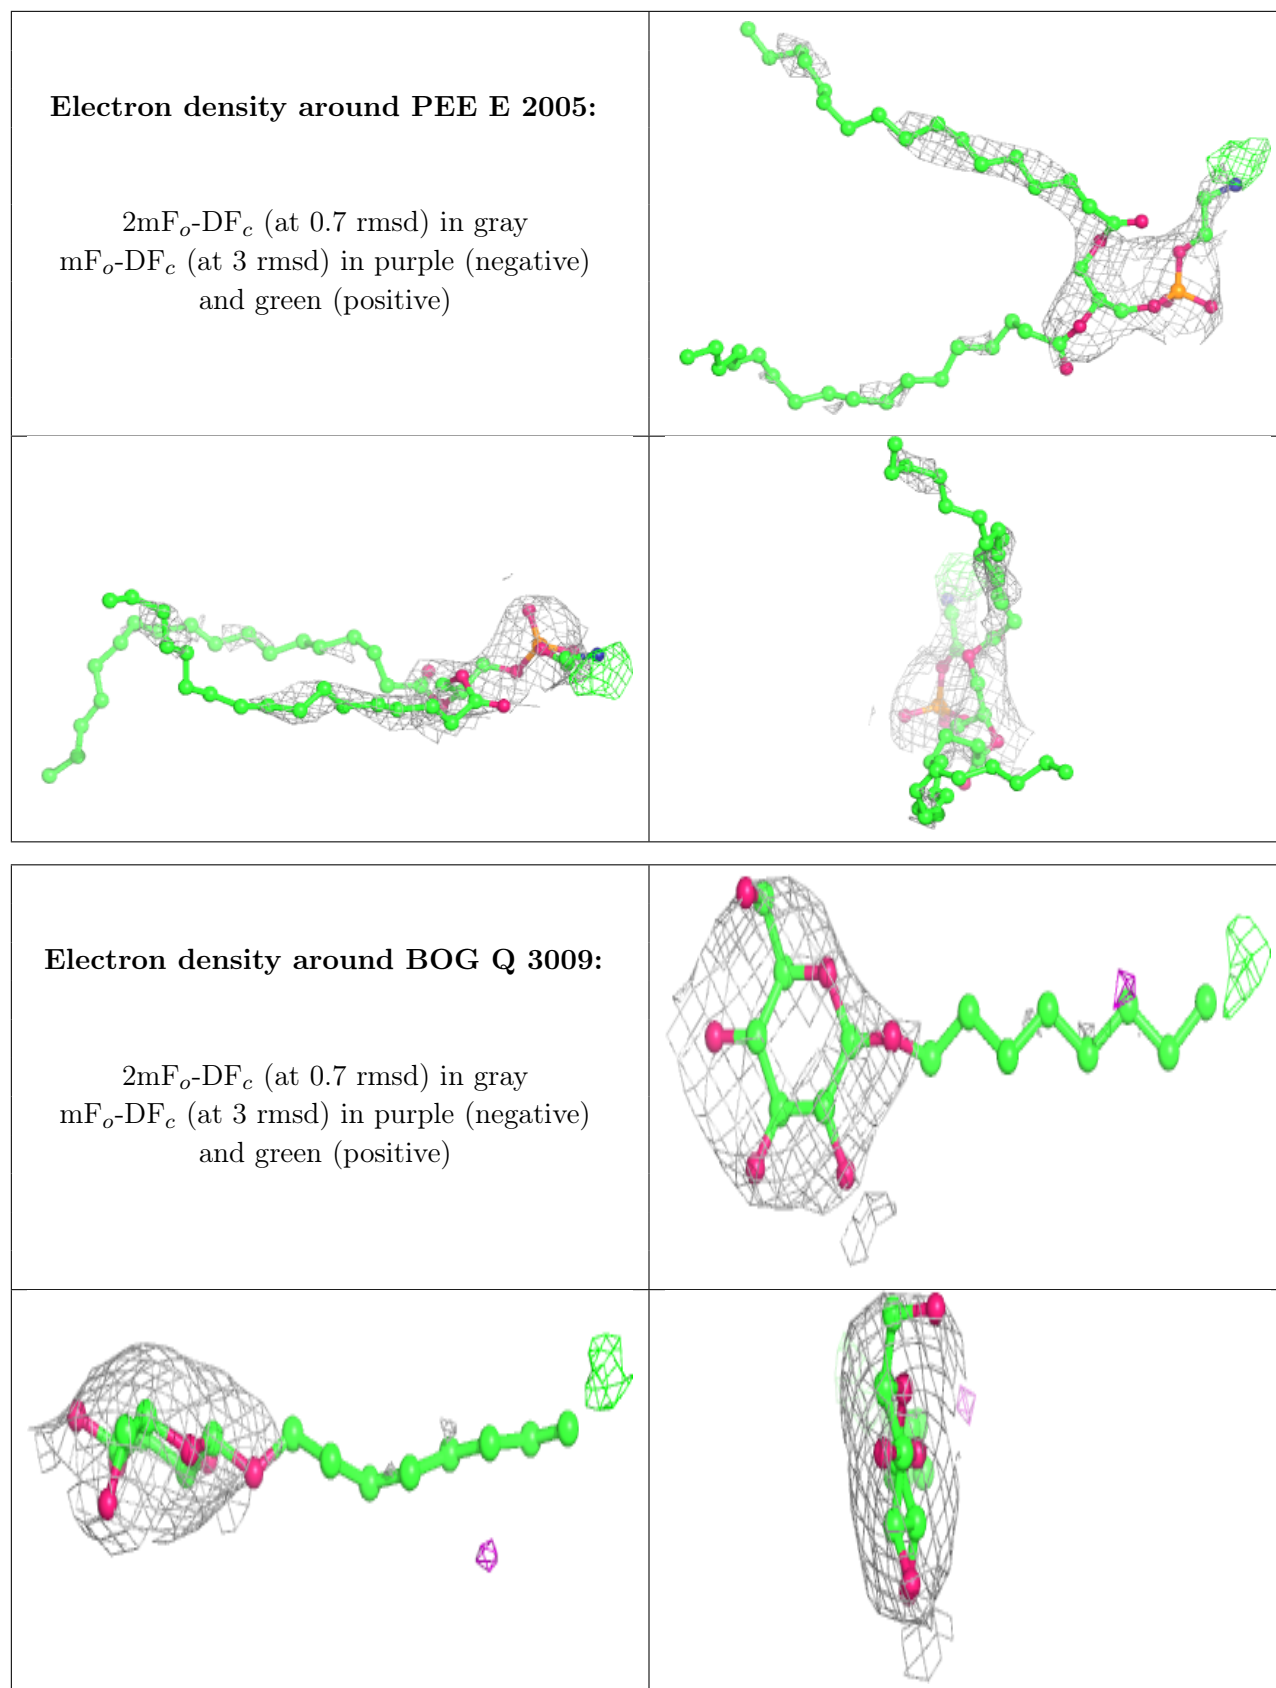 Electron density around PEE E 2005:
2mFo-DFc (at 0.7 rmsd) in gray
mFo-DFc (at 3 rmsd) in purple (negative)
and green (positive)
Electron density around BOG Q 3009:
2mFo-DFc (at 0.7 rmsd) in gray
mFo-DFc (at 3 rmsd) in purple (negative)
and green (positive)